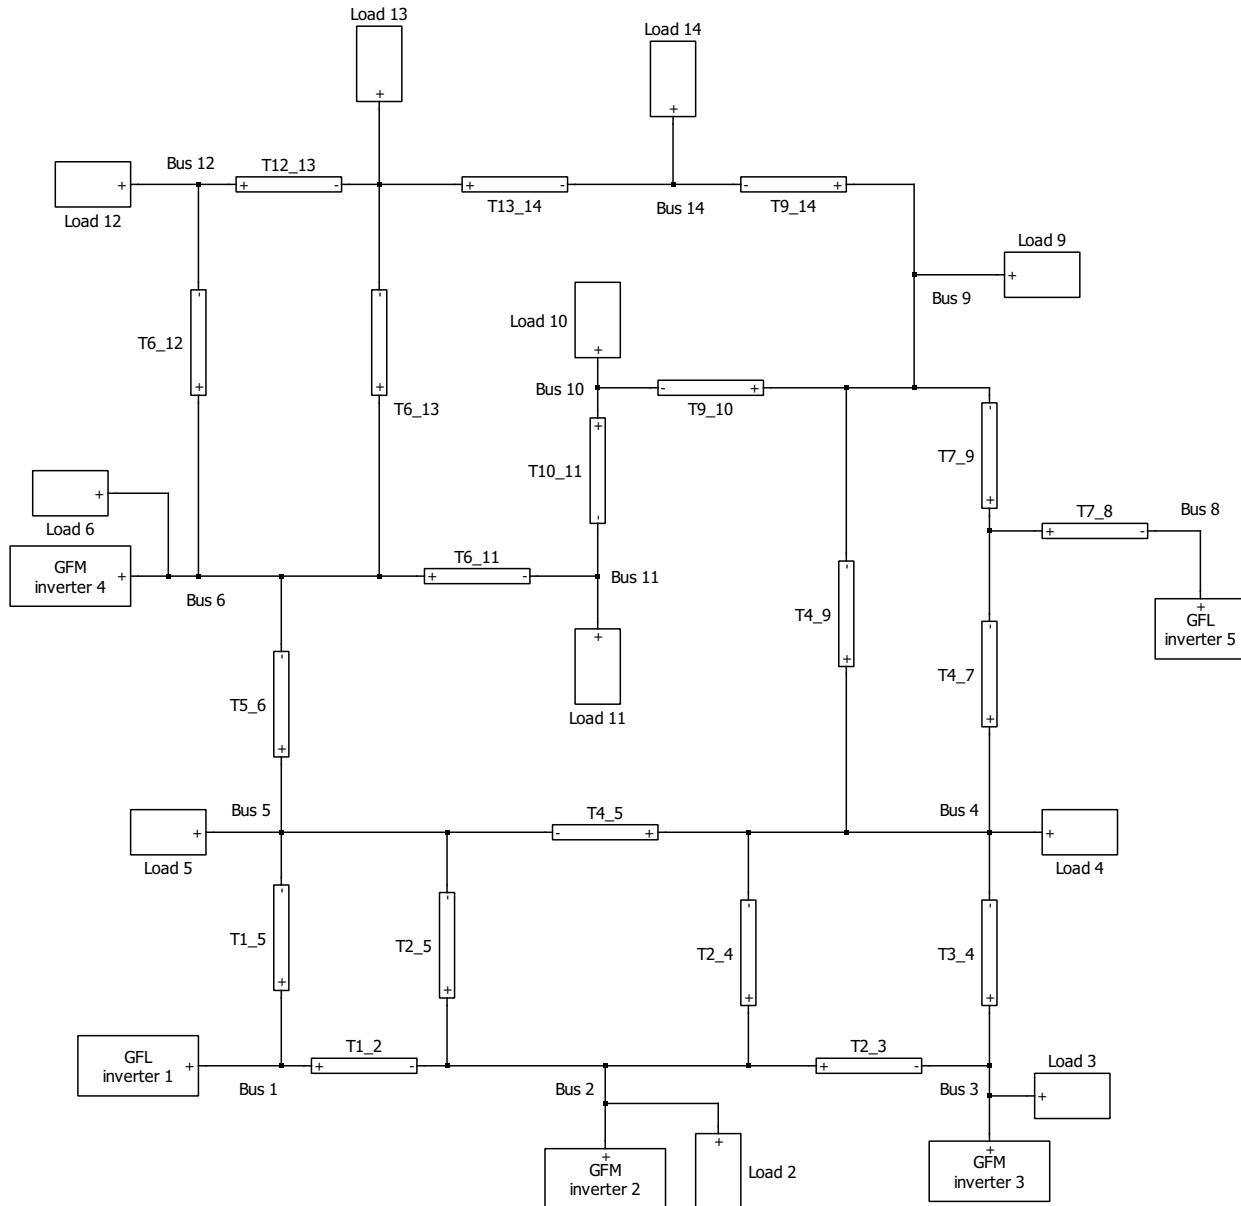 Load 13
Load 14
Bus 12
T12_13
Load 12
T13_14
Bus 14
T9_14
Load 9
Bus 9
Load 10
T6_12
T6_13
Bus 10
T9_10
T10_11
T7_9
Load 6
T7_8
Bus 8
GFM
inverter 4
Bus 6
T6_11
Bus 11
T4_9
GFL
inverter 5
T4_7
T5_6
Load 11
Bus 5
T4_5
Bus 4
Load 5
Load 4
T1_5
T2_5
T2_4
T3_4
GFL
inverter 1
T1_2
T2_3
Load 3
Bus 1
Bus 2
Bus 3
GFM
inverter 2
Load 2
GFM
inverter 3